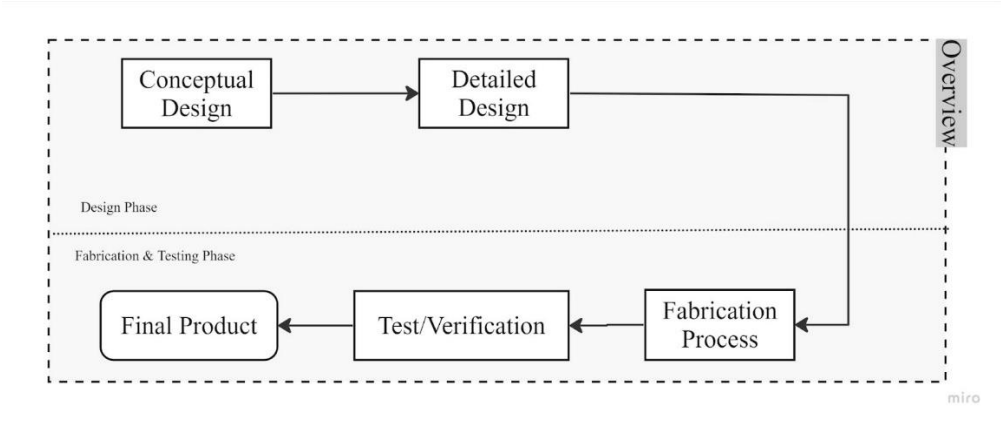 Overview
Conceptual
Design
Detailed
Design
Design Phase
Fabrication & Testing Phase
Final Product
Test/Verification
Fabrication
Process
miro